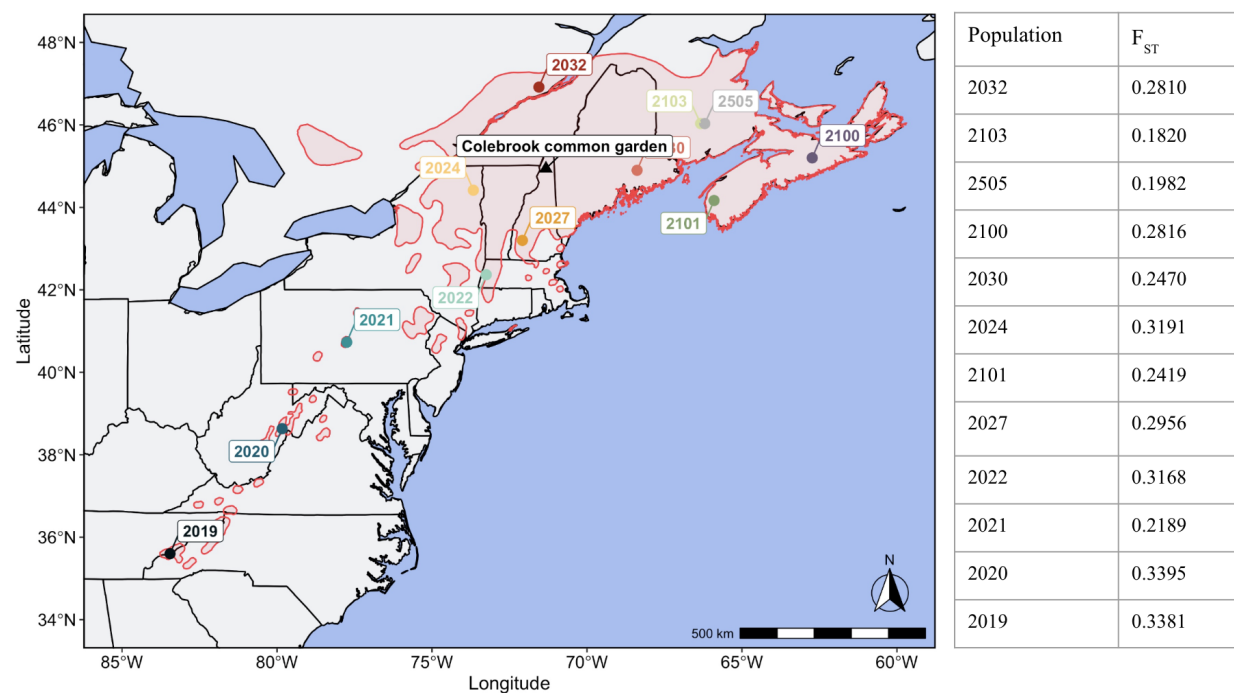 48°N
46°N
44°N
42°N
40°N
38°N
36°N
34°N
Latitude
2032
2103
2505
2100
Colebrook common garden
30
2024
2101
2027
2022
2021
2020
2019
N
500 km
85°W
80°W
75°W
70°W
65°W
60°W
Longitude
Population FST
2032 0.2810
2103 0.1820
2505 0.1982
2100 0.2816
2030 0.2470
2024 0.3191
2101 0.2419
2027 0.2956
2022 0.3168
2021 0.2189
2020 0.3395
2019 0.3381